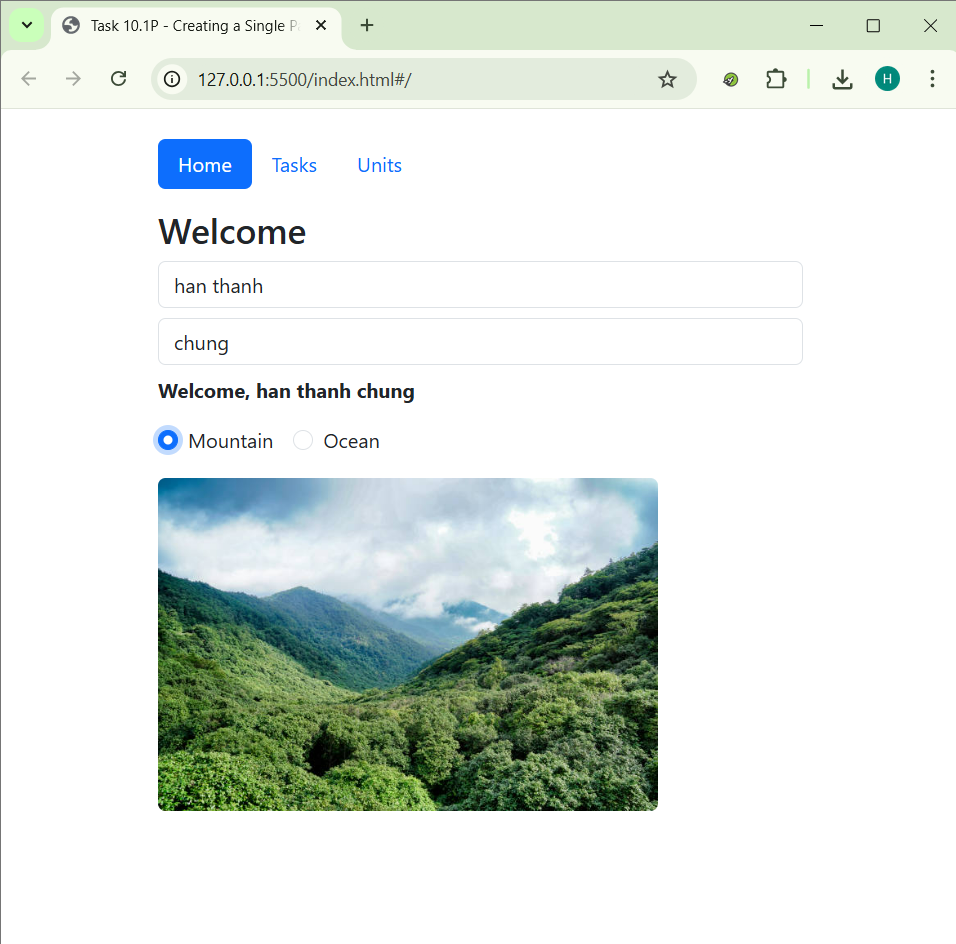 Task 10.1P - Creating a Single P
127.0.0.1:5500/index.html#/
H
Home Tasks Units
Welcome
han thanh
chung
Welcome, han thanh chung
Mountain Ocean